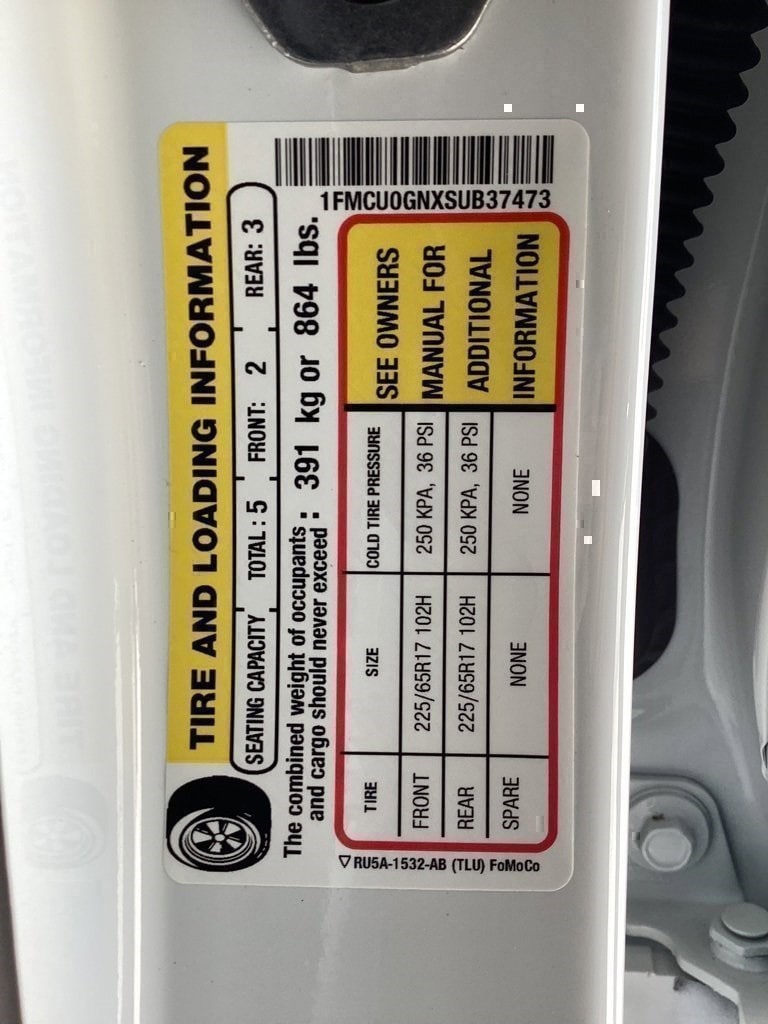 TIRE AND LOADING INFORMATION
SEATING CAPACITY TOTAL: 5 FRONT: 2 REAR: 3
The combined weight of occupants
and cargo should never exceed : 391 kg or 864 lbs.
1FMCU0GNXSUB37473
TIRE SIZE COLD TIRE PRESSURE
FRONT 225/65R17 102H 250 KPA, 36 PSI
REAR 225/65R17 102H 250 KPA, 36 PSI
SPARE NONE NONE
SEE OWNERS
MANUAL FOR
ADDITIONAL
INFORMATION
▽ RU5A-1532-AB (TLU) FoMoCo